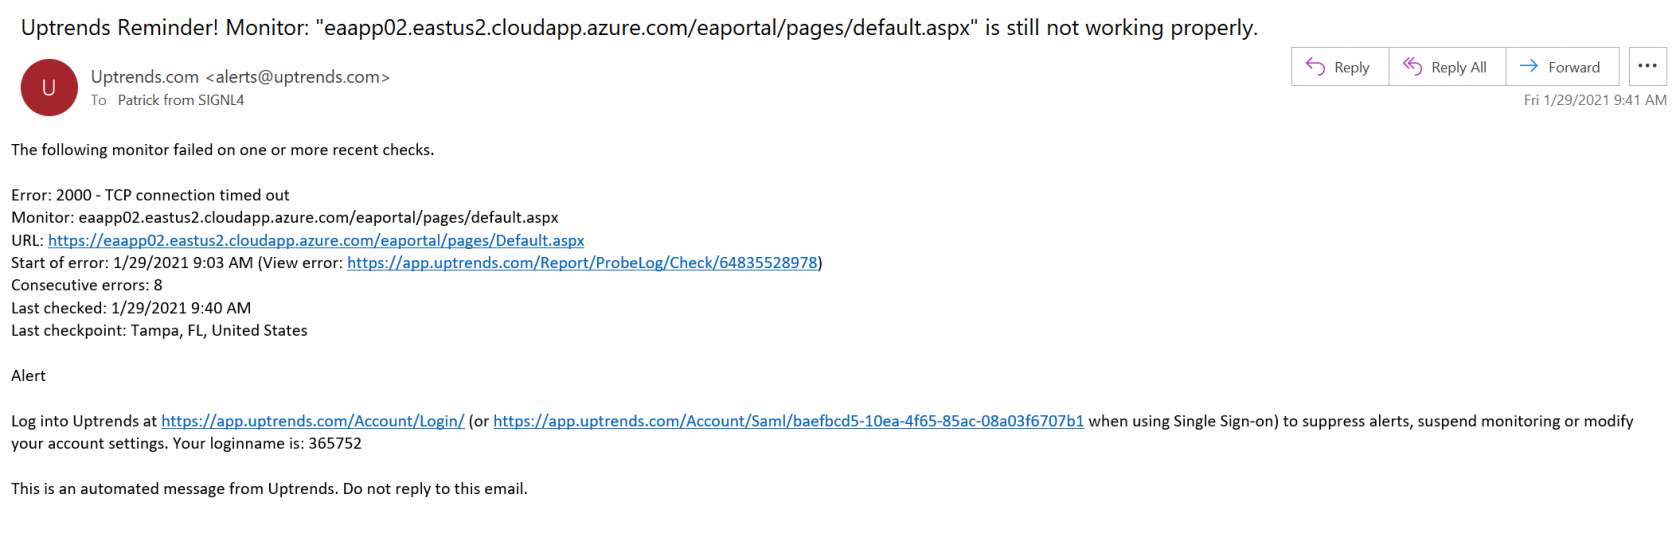 Uptrends Reminder! Monitor: "eaapp02.eastus2.cloudapp.azure.com/eaportal/pages/default.aspx" is still not working properly.
U
Uptrends.com <alerts@uptrends.com>
To Patrick from SIGNL4
Reply
Reply All
Forward
...
Fri 1/29/2021 9:41 AM
The following monitor failed on one or more recent checks.
Error: 2000 - TCP connection timed out
Monitor: eaapp02.eastus2.cloudapp.azure.com/eaportal/pages/default.aspx
URL: https://eaapp02.eastus2.cloudapp.azure.com/eaportal/pages/Default.aspx
Start of error: 1/29/2021 9:03 AM (View error: https://app.uptrends.com/Report/ProbeLog/Check/64835528978)
Consecutive errors: 8
Last checked: 1/29/2021 9:40 AM
Last checkpoint: Tampa, FL, United States
Alert
Log into Uptrends at https://app.uptrends.com/Account/Login/ (or https://app.uptrends.com/Account/Saml/baefbcd5-10ea-4f65-85ac-08a03f6707b1 when using Single Sign-on) to suppress alerts, suspend monitoring or modify
your account settings. Your loginname is: 365752
This is an automated message from Uptrends. Do not reply to this email.